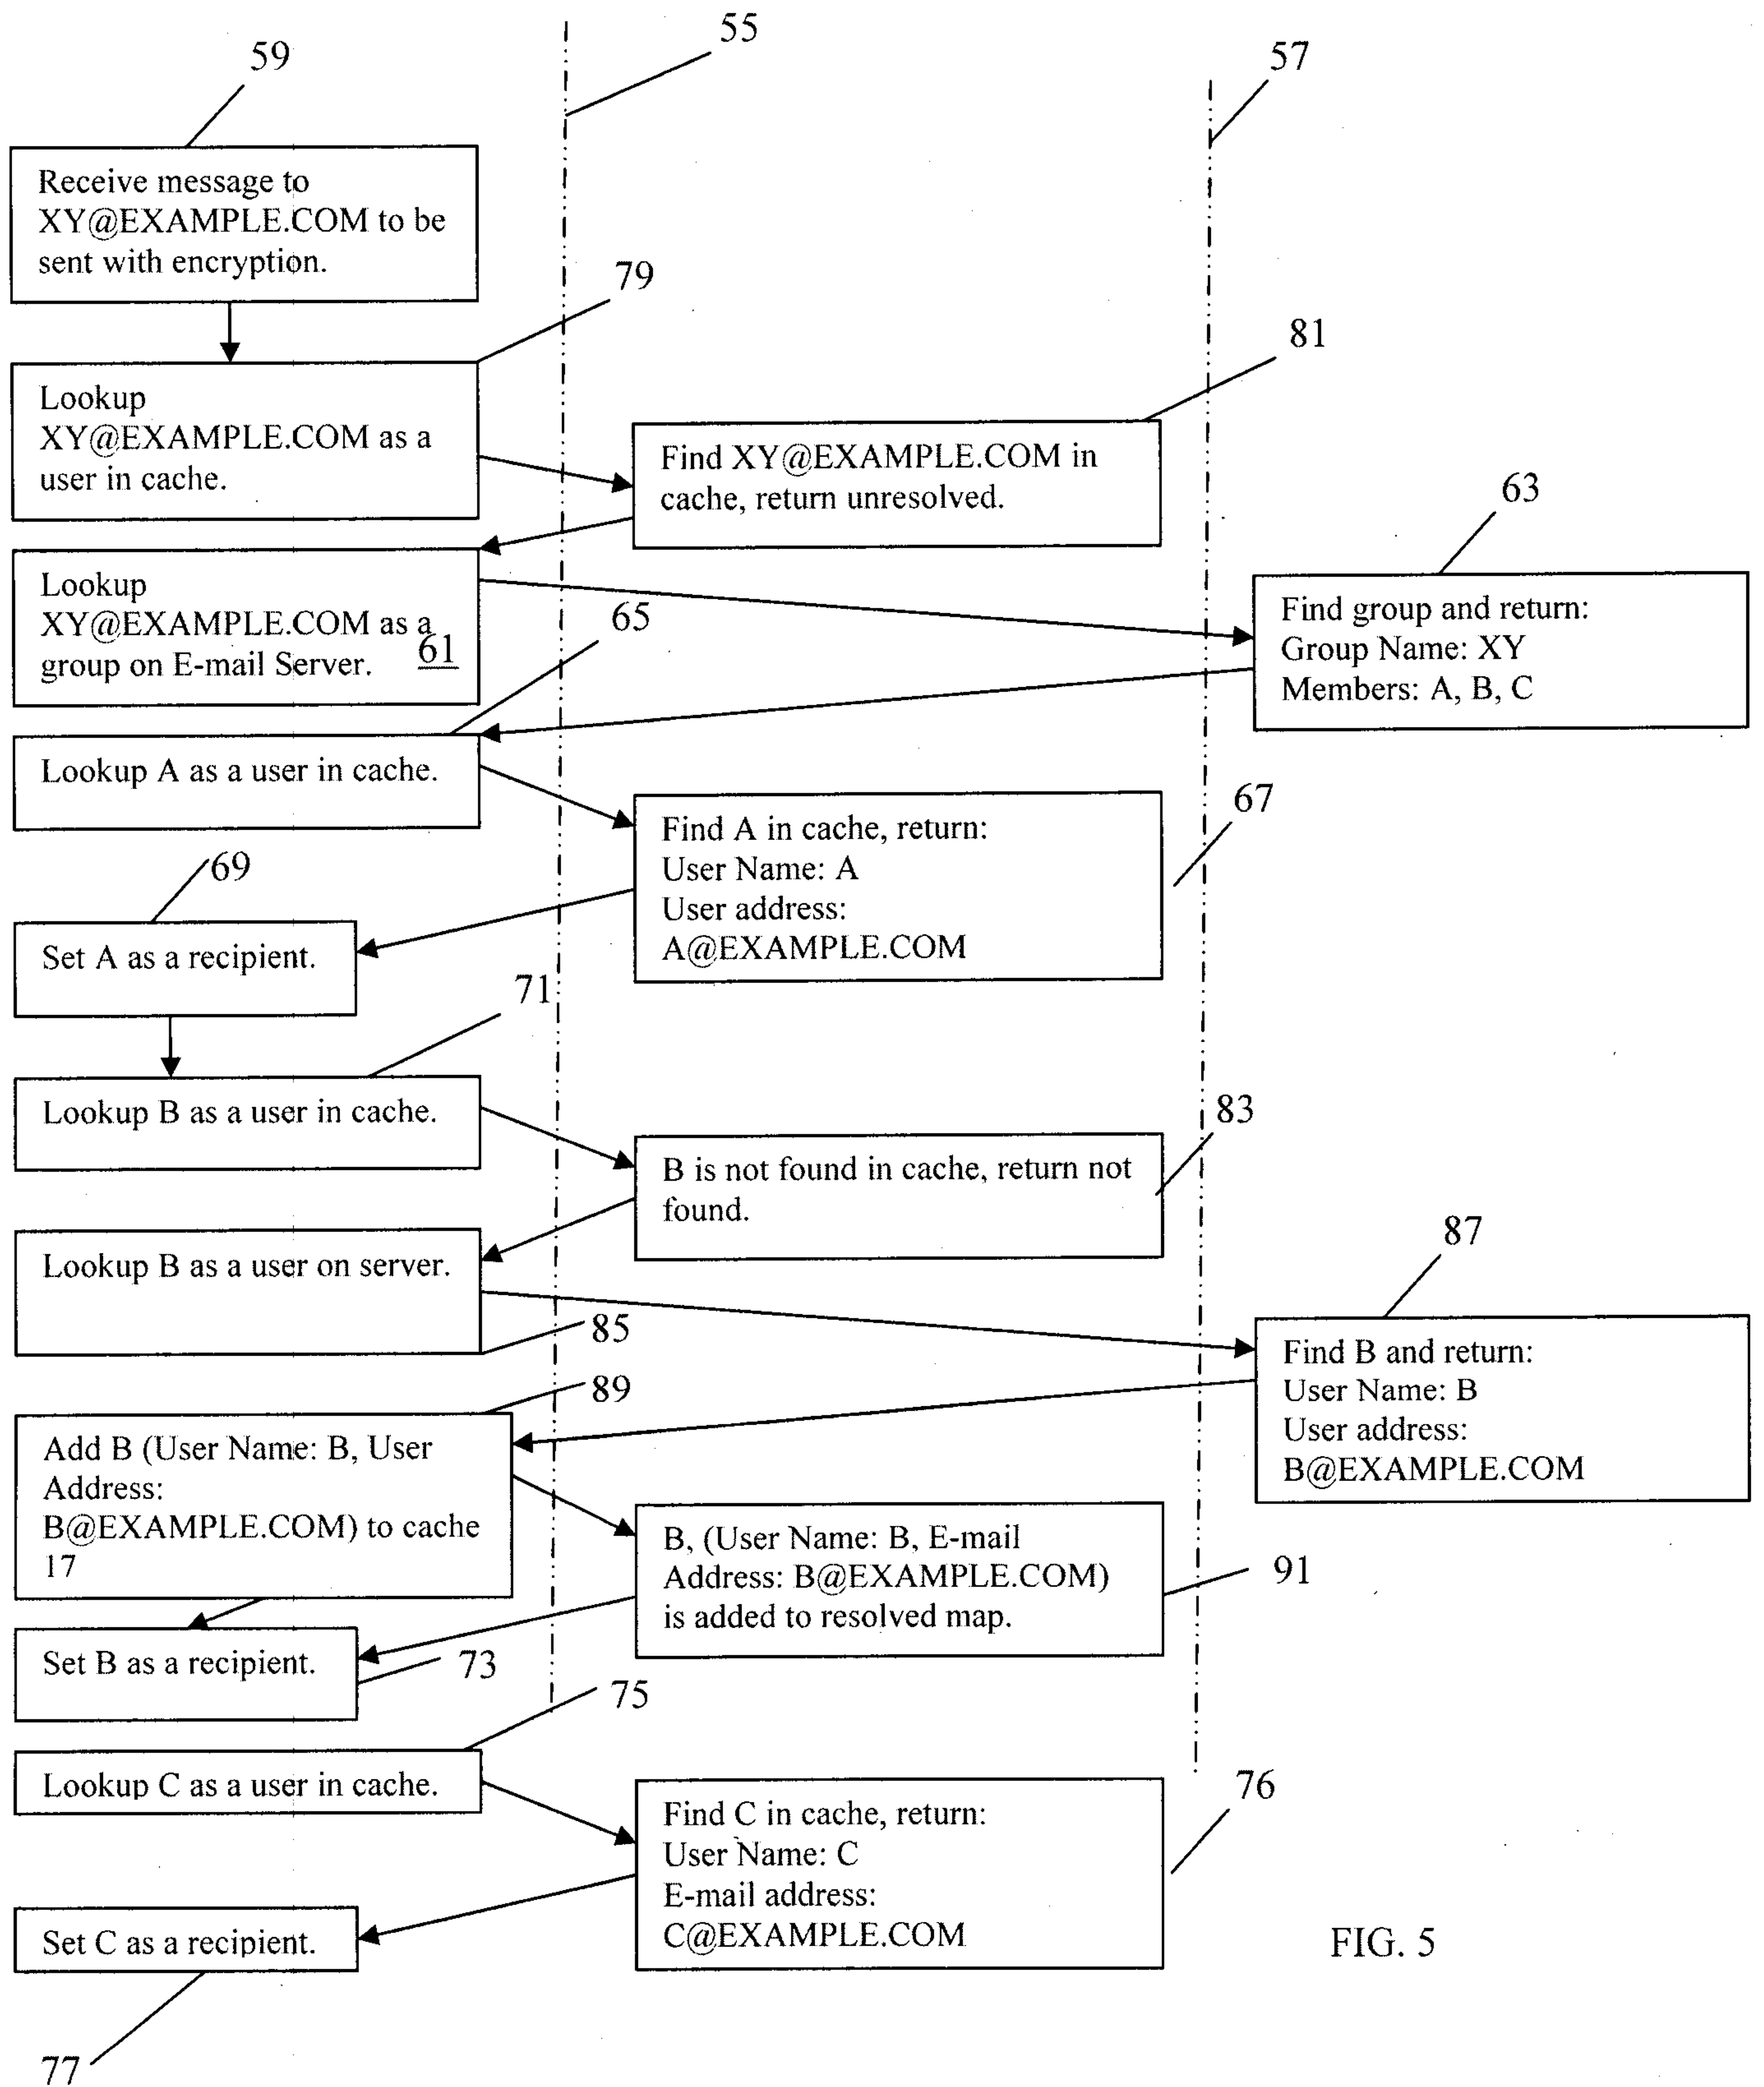 55
59
57
Receive message to
XY@EXAMPLE.COM to be
sent with encryption.
79
81
Lookup
XY@EXAMPLE.COM as a
user in cache.
Find XY@EXAMPLE.COM in
cache, return unresolved.
63
Lookup
XY@EXAMPLE.COM as a
group on E-mail Server. 61
65
Find group and return:
Group Name: XY
Members: A, B, C
Lookup A as a user in cache.
67
Find A in cache, return:
User Name: A
User address:
A@EXAMPLE.COM
69
Set A as a recipient.
71
Lookup B as a user in cache.
83
B is not found in cache, return not
found.
Lookup B as a user on server.
85
87
Find B and return:
User Name: B
User address:
B@EXAMPLE.COM
89
Add B (User Name: B, User
Address:
B@EXAMPLE.COM) to cache
17
B, (User Name: B, E-mail
Address: B@EXAMPLE.COM)
is added to resolved map.
91
Set B as a recipient.
73
75
Lookup C as a user in cache.
76
Find C in cache, return:
User Name: C
E-mail address:
C@EXAMPLE.COM
Set C as a recipient.
77
FIG. 5